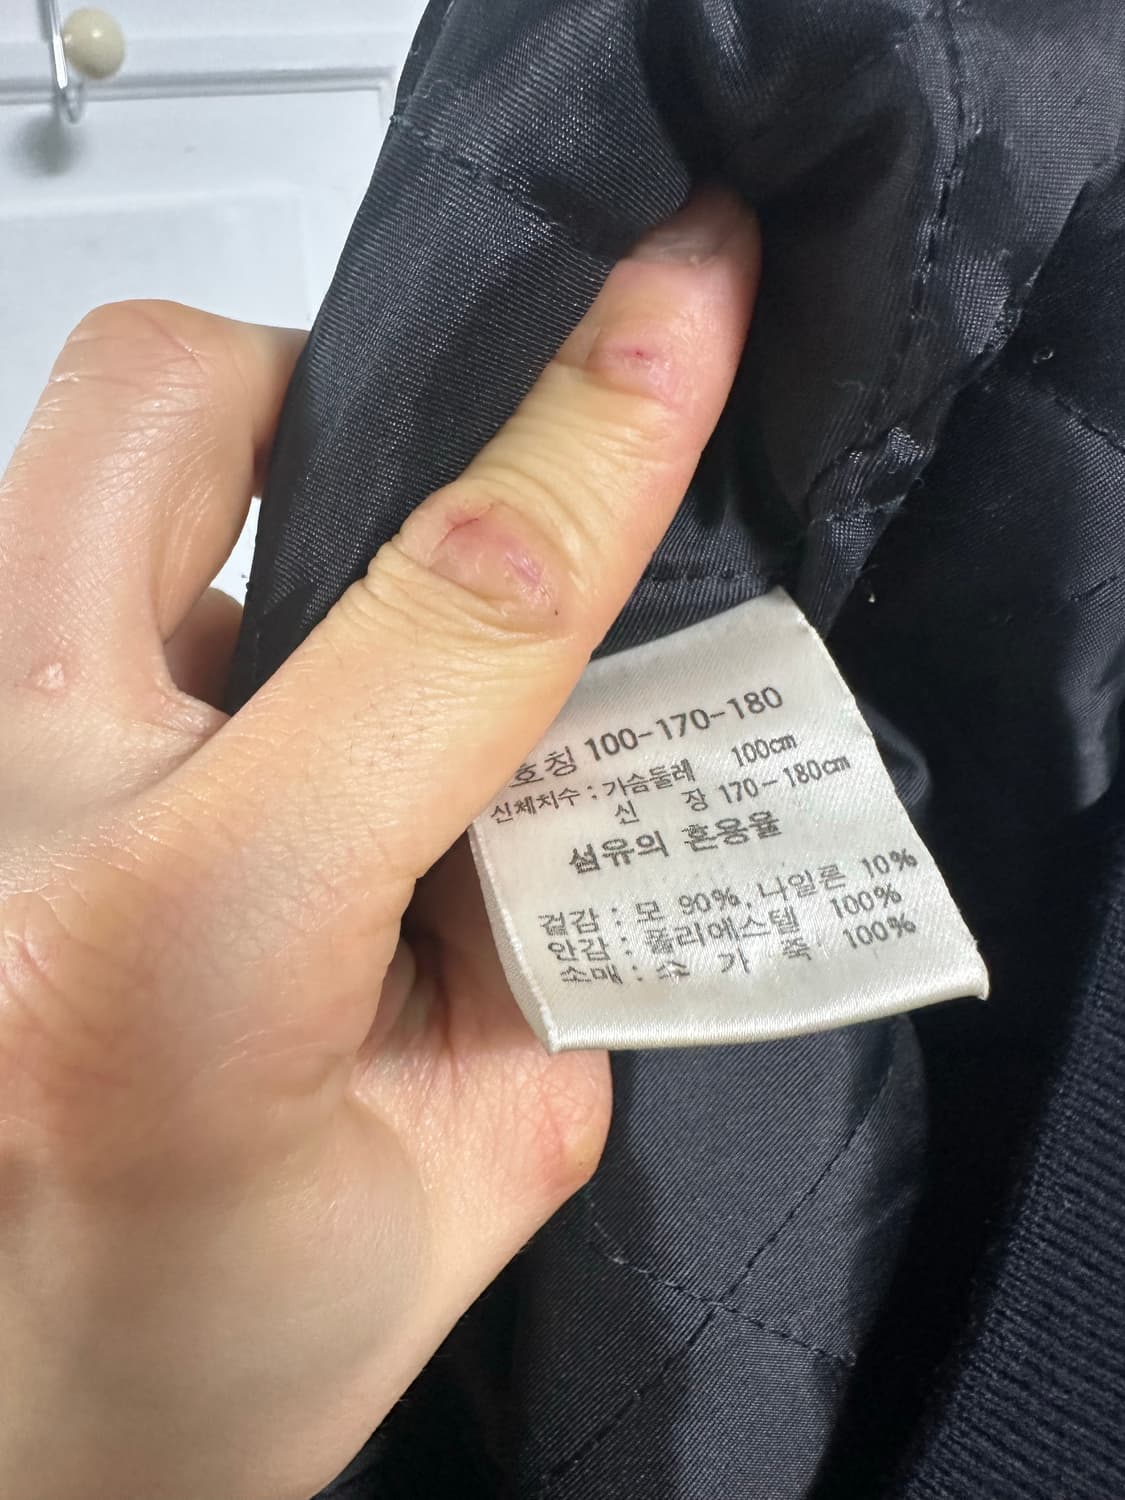 호칭 100-170-180
신체치수 : 가슴둘레 100cm
신 장 170-180cm
섬유의 혼용율
겉감 : 모 90%, 나일론 10%
안감 : 폴리에스텔 100%
소매 : 소 가 죽 100%